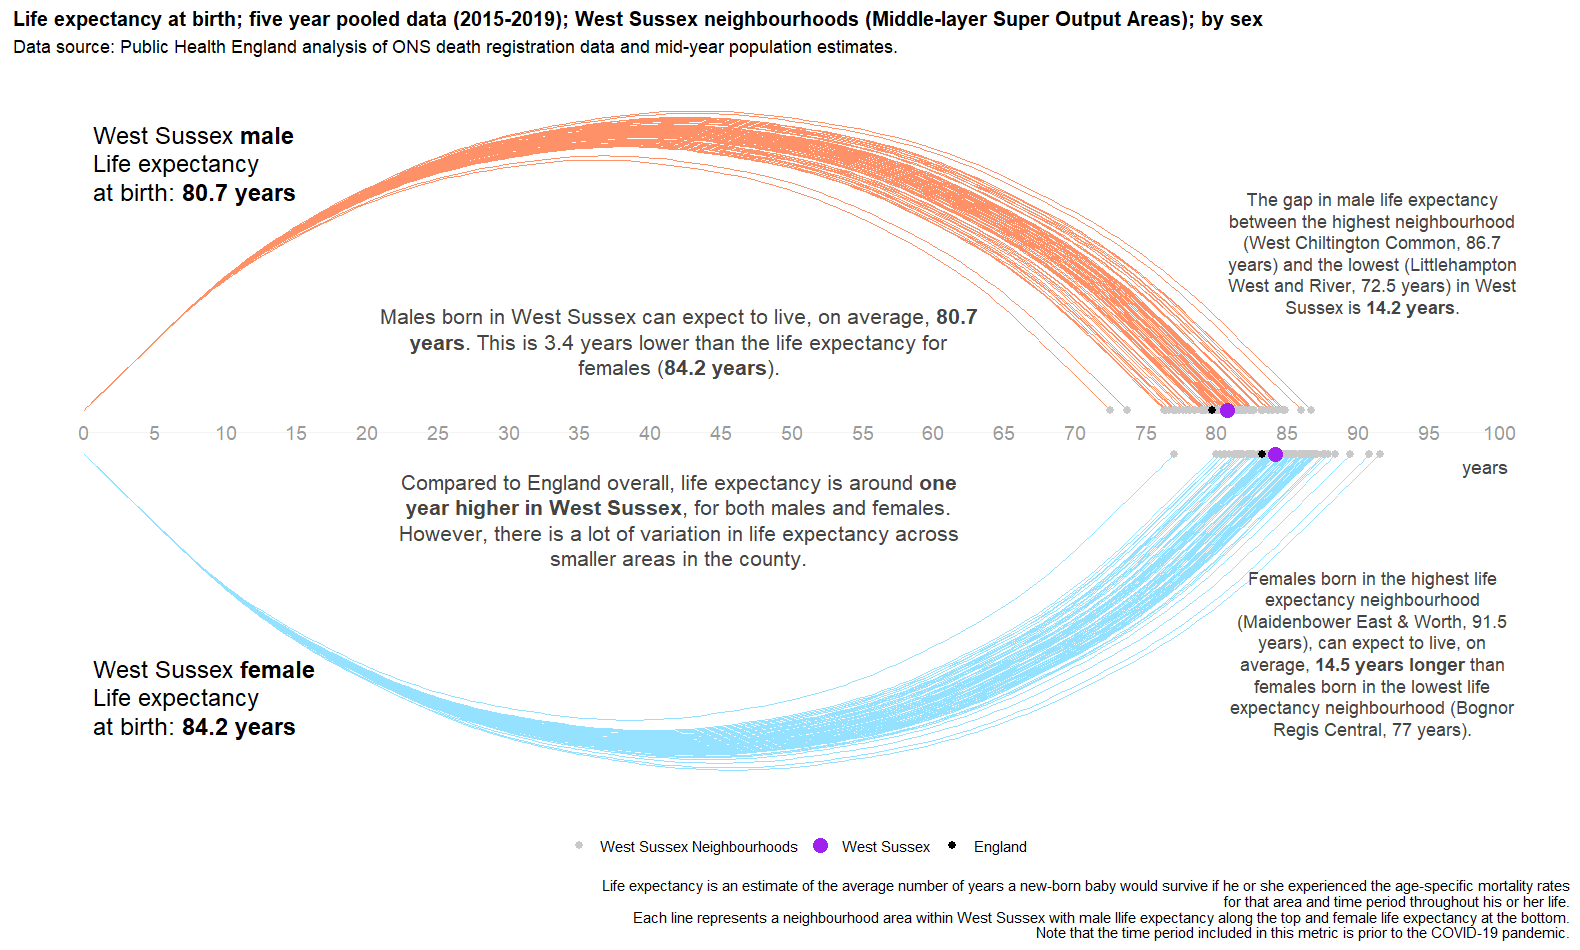 Life expectancy at birth; five year pooled data (2015-2019); West Sussex neighbourhoods (Middle-layer Super Output Areas); by sex
Data source: Public Health England analysis of ONS death registration data and mid-year population estimates.
West Sussex male
Life expectancy
at birth: 80.7 years
The gap in male life expectancy
between the highest neighbourhood
(West Chiltington Common, 86.7
years) and the lowest (Littlehampton
West and River, 72.5 years) in West
Sussex is 14.2 years.
Males born in West Sussex can expect to live, on average, 80.7
years. This is 3.4 years lower than the life expectancy for
females (84.2 years).
0 5 10 15 20 25 30 35 40 45 50 55 60 65 70 75 80 85 90 95 100
years
Compared to England overall, life expectancy is around one
year higher in West Sussex, for both males and females.
However, there is a lot of variation in life expectancy across
smaller areas in the county.
Females born in the highest life
expectancy neighbourhood
(Maidenbower East & Worth, 91.5
years), can expect to live, on
average, 14.5 years longer than
females born in the lowest life
expectancy neighbourhood (Bognor
Regis Central, 77 years).
West Sussex female
Life expectancy
at birth: 84.2 years
West Sussex Neighbourhoods West Sussex England
Life expectancy is an estimate of the average number of years a new-born baby would survive if he or she experienced the age-specific mortality rates
for that area and time period throughout his or her life.
Each line represents a neighbourhood area within West Sussex with male llife expectancy along the top and female life expectancy at the bottom.
Note that the time period included in this metric is prior to the COVID-19 pandemic.